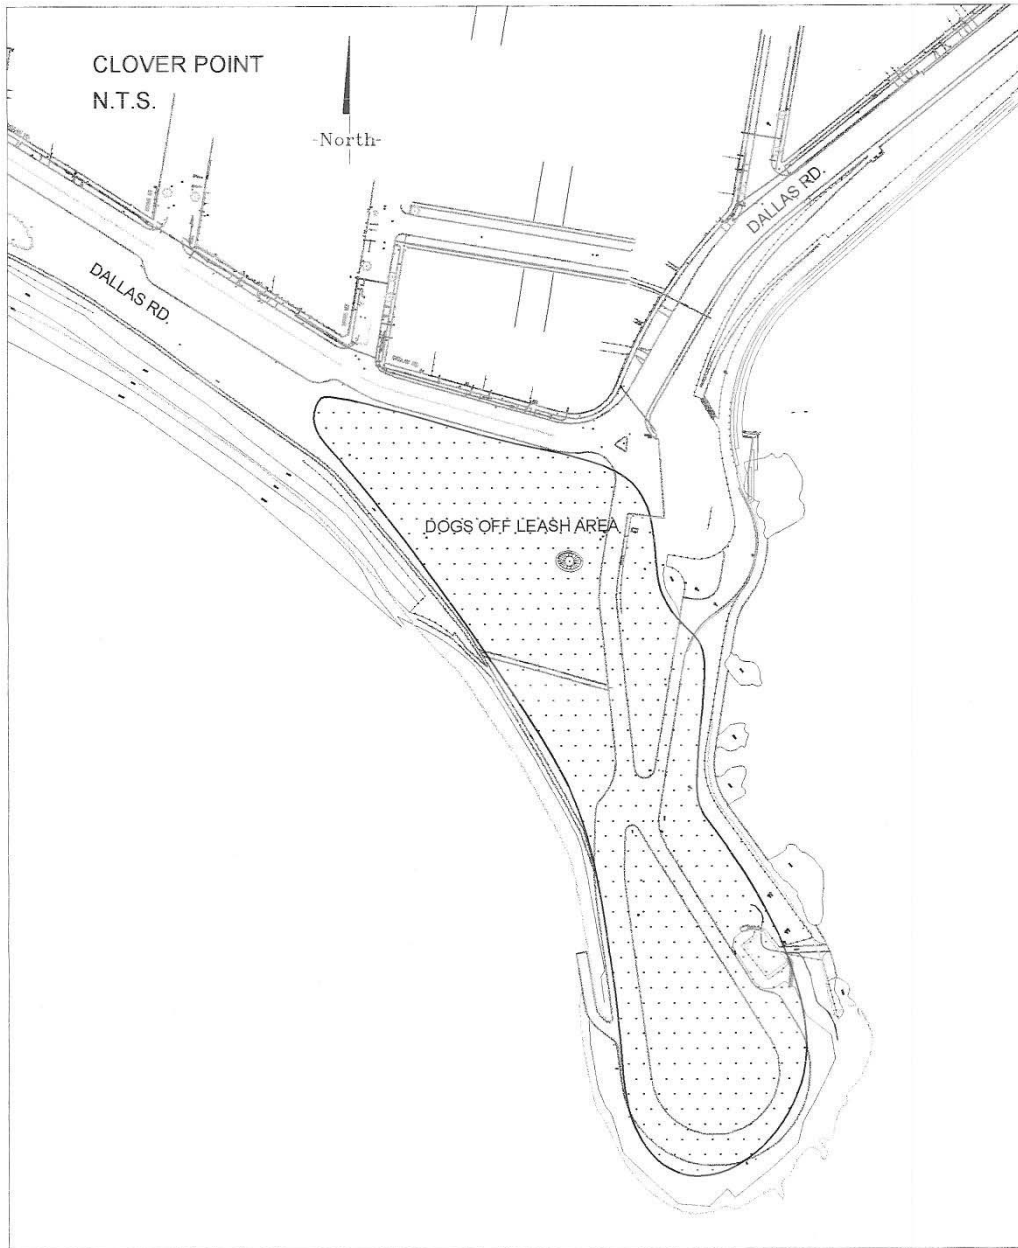 CLOVER POINT
N.T.S.
-North-
DALLAS RD.
DALLAS RD.
DOGS OFF LEASH AREA